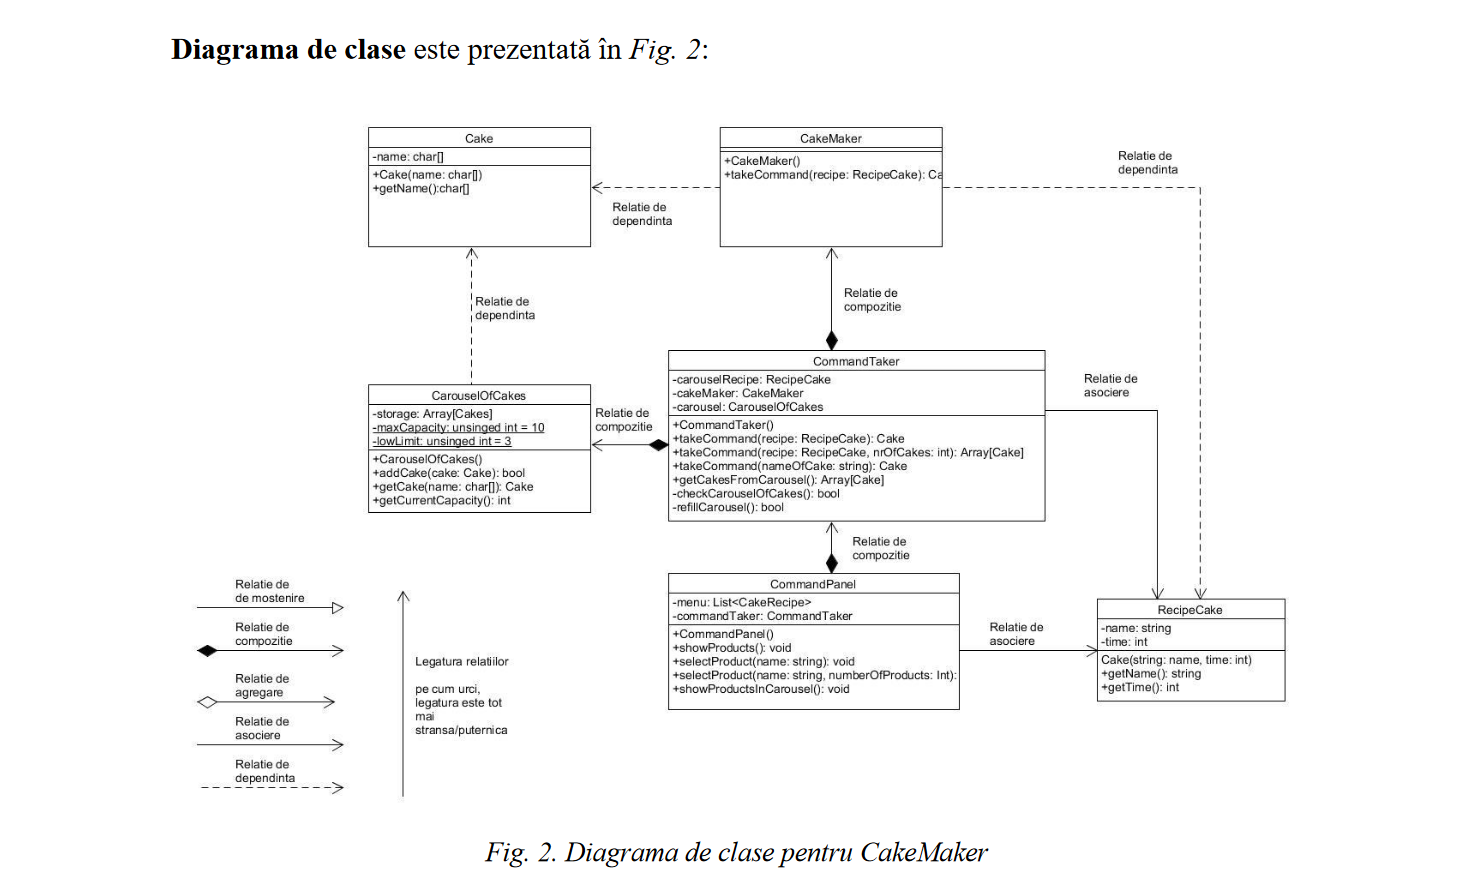 Diagrama de clase este prezentată în Fig. 2:
Cake
-name: char[]
+Cake(name: char[])
+getName():char[]
CakeMaker
+CakeMaker()
+takeCommand(recipe: RecipeCake): Ca
Relatie de
dependinta
Relatie de
dependinta
Relatie de
dependinta
Relatie de
compozitie
CarouselOfCakes
-storage: Array[Cakes]
-maxCapacity: unsinged int = 10
-lowLimit: unsinged int = 3
+CarouselOfCakes()
+addCake(cake: Cake): bool
+getCake(name: char[]): Cake
+getCurrentCapacity(): int
Relatie de
compozitie
CommandTaker
-carouselRecipe: RecipeCake
-cakeMaker: CakeMaker
-carousel: CarouselOfCakes
+CommandTaker()
+takeCommand(recipe: RecipeCake): Cake
+takeCommand(recipe: RecipeCake, nrOfCakes: int): Array[Cake]
+takeCommand(nameOfCake: string): Cake
+getCakesFromCarousel(): Array[Cake]
-checkCarouselOfCakes(): bool
-refillCarousel(): bool
Relatie de
asociere
Relatie de
compozitie
CommandPanel
-menu: List<CakeRecipe>
-commandTaker: CommandTaker
+CommandPanel()
+showProducts(): void
+selectProduct(name: string): void
+selectProduct(name: string, numberOfProducts: Int):
+showProductsInCarousel(): void
Relatie de
asociere
RecipeCake
-name: string
-time: int
Cake(string: name, time: int)
+getName(): string
+getTime(): int
Relatie de
de mostenire
Relatie de
compozitie
Relatie de
agregare
Relatie de
asociere
Relatie de
dependinta
Legatura relatiilor
pe cum urci,
legatura este tot
mai
stransa/puternica
Fig. 2. Diagrama de clase pentru CakeMaker